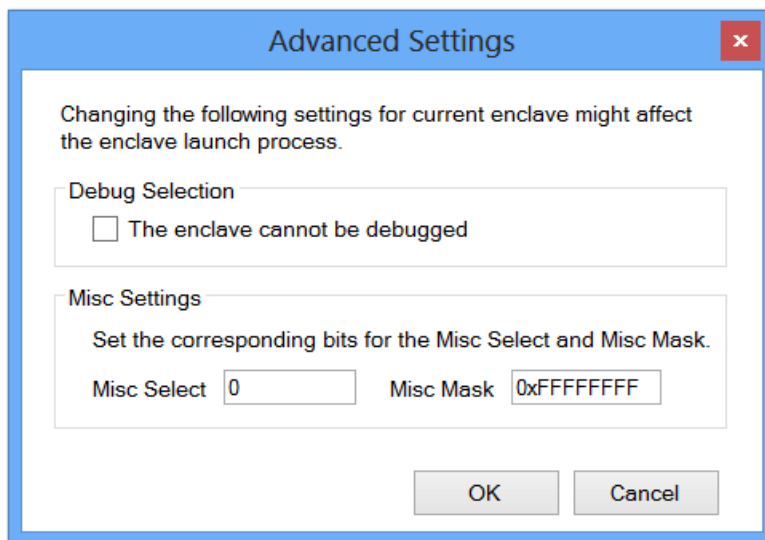 Advanced Settings
x
Changing the following settings for current enclave might affect
the enclave launch process.
Debug Selection
The enclave cannot be debugged
Misc Settings
Set the corresponding bits for the Misc Select and Misc Mask.
Misc Select 0 Misc Mask 0xFFFFFFFF
OK Cancel